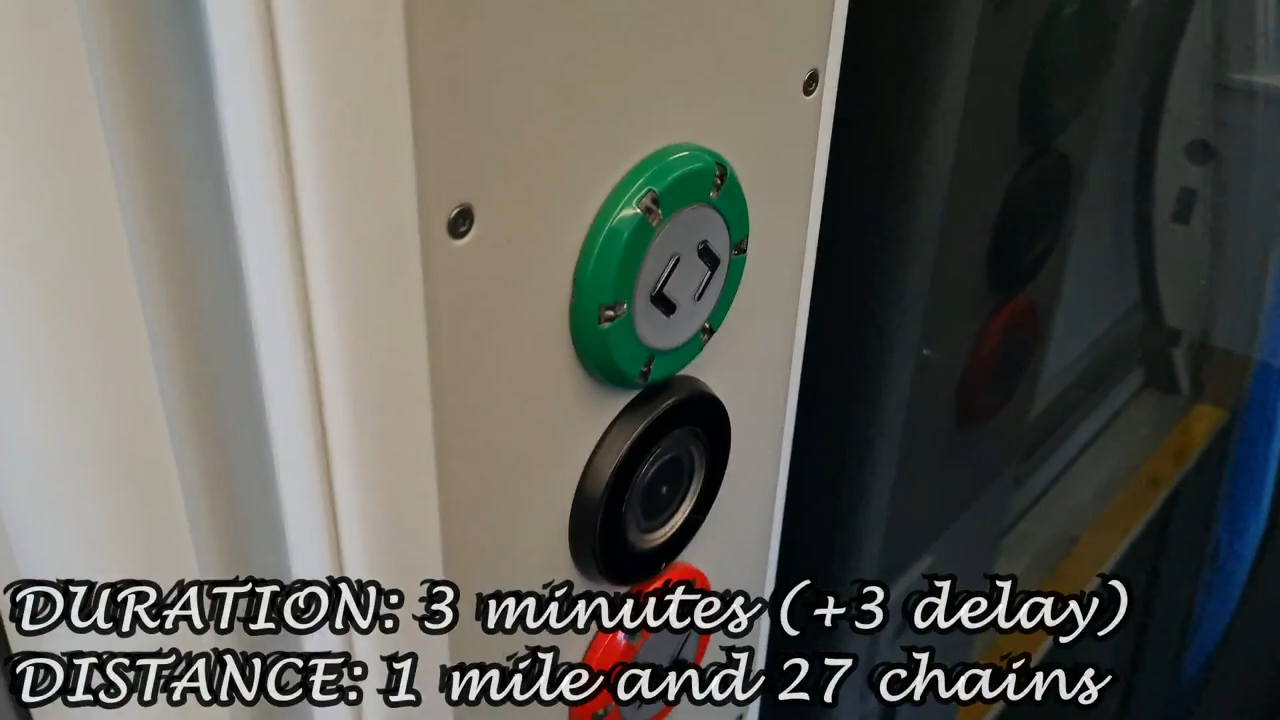 DURATION: 3 minutes (+3 delay)
DISTANCE: 1 mile and 27 chains